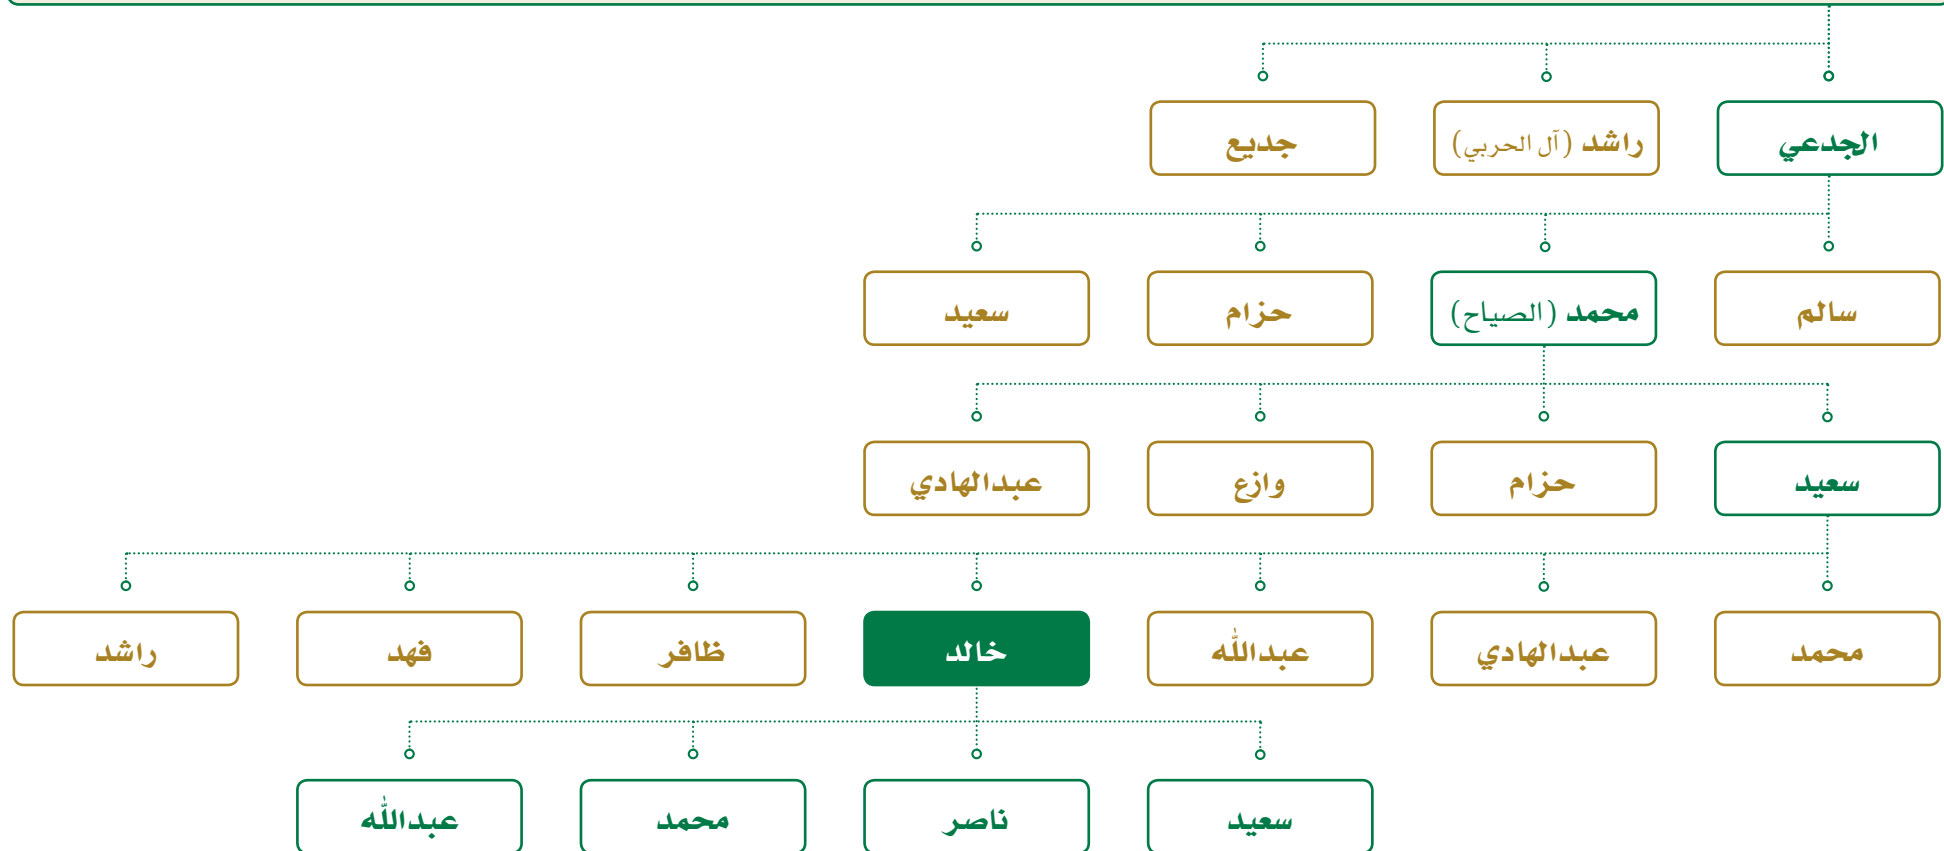 الجدعي
راشد (آل الحربي)
جديع
سالم
محمد (الصياح)
حزام
سعيد
سعيد
حزام
وازع
عبدالهادي
محمد
عبدالهادي
عبدالله
خالد
ظافر
فهد
راشد
سعيد
ناصر
محمد
عبدالله